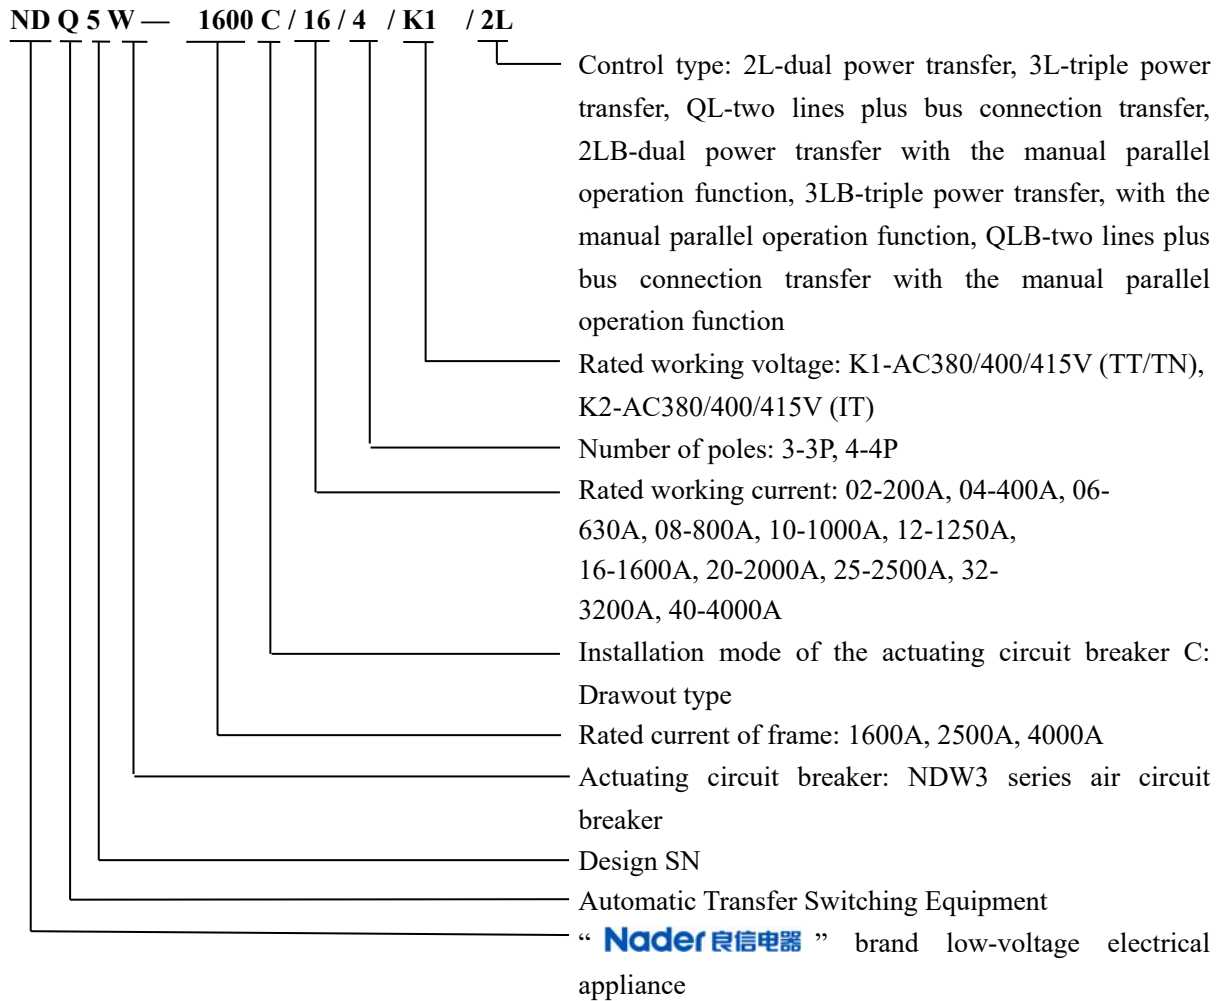 ND Q 5 W — 1600 C / 16 / 4 / K1 / 2L
Control type: 2L-dual power transfer, 3L-triple power
transfer, QL-two lines plus bus connection transfer,
2LB-dual power transfer with the manual parallel
operation function, 3LB-triple power transfer, with the
manual parallel operation function, QLB-two lines plus
bus connection transfer with the manual parallel
operation function
Rated working voltage: K1-AC380/400/415V (TT/TN),
K2-AC380/400/415V (IT)
Number of poles: 3-3P, 4-4P
Rated working current: 02-200A, 04-400A, 06-
630A, 08-800A, 10-1000A, 12-1250A,
16-1600A, 20-2000A, 25-2500A, 32-
3200A, 40-4000A
Installation mode of the actuating circuit breaker C:
Drawout type
Rated current of frame: 1600A, 2500A, 4000A
Actuating circuit breaker: NDW3 series air circuit
breaker
Design SN
Automatic Transfer Switching Equipment
“ Nader 良信电器 ” brand low-voltage electrical
appliance